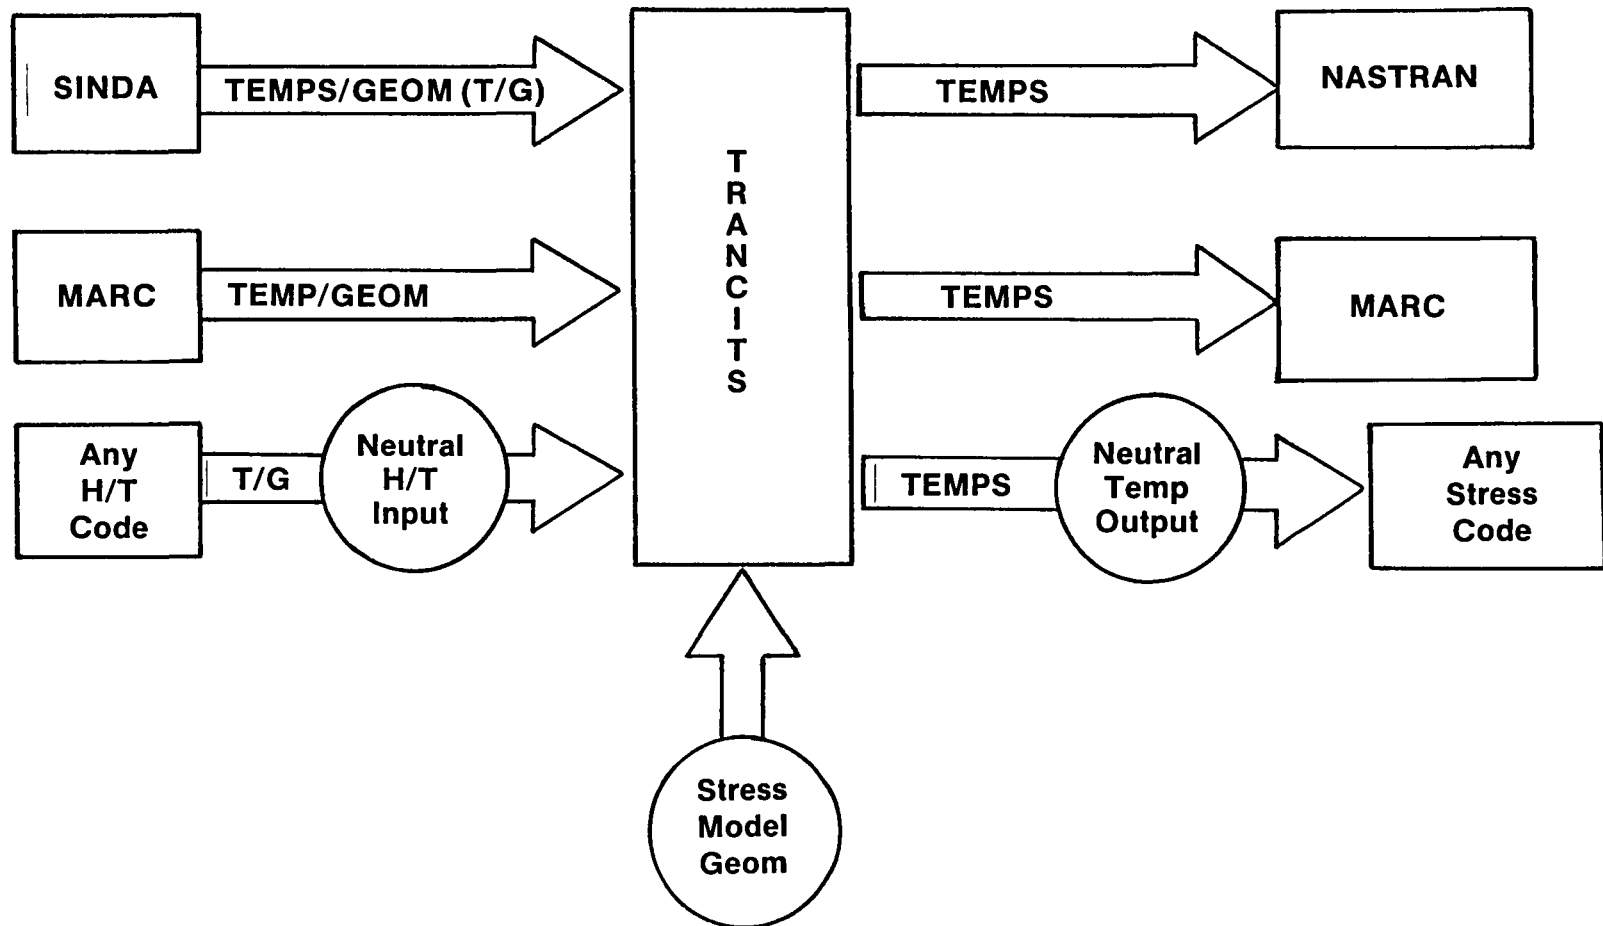 SINDA
TEMPS/GEOM (T/G)
TEMPS
NASTRAN
T
R
A
N
C
I
T
S
MARC
TEMP/GEOM
TEMPS
MARC
Any
H/T
Code
T/G
Neutral
H/T
Input
TEMPS
Neutral
Temp
Output
Any
Stress
Code
Stress
Model
Geom